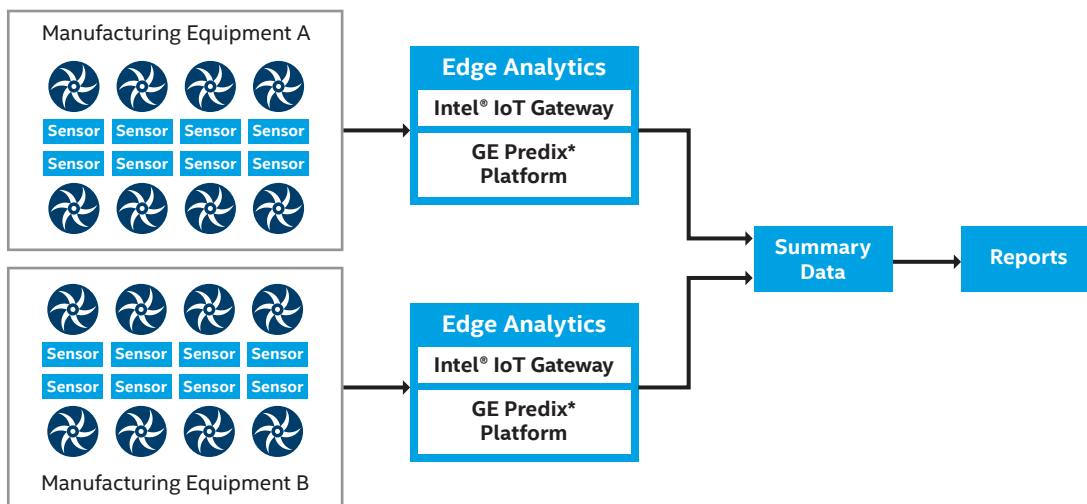 Manufacturing Equipment A
Sensor Sensor Sensor Sensor
Sensor Sensor Sensor Sensor
Edge Analytics
Intel® IoT Gateway
GE Predix*
Platform
Sensor Sensor Sensor Sensor
Sensor Sensor Sensor Sensor
Manufacturing Equipment B
Edge Analytics
Intel® IoT Gateway
GE Predix*
Platform
Summary
Data
Reports